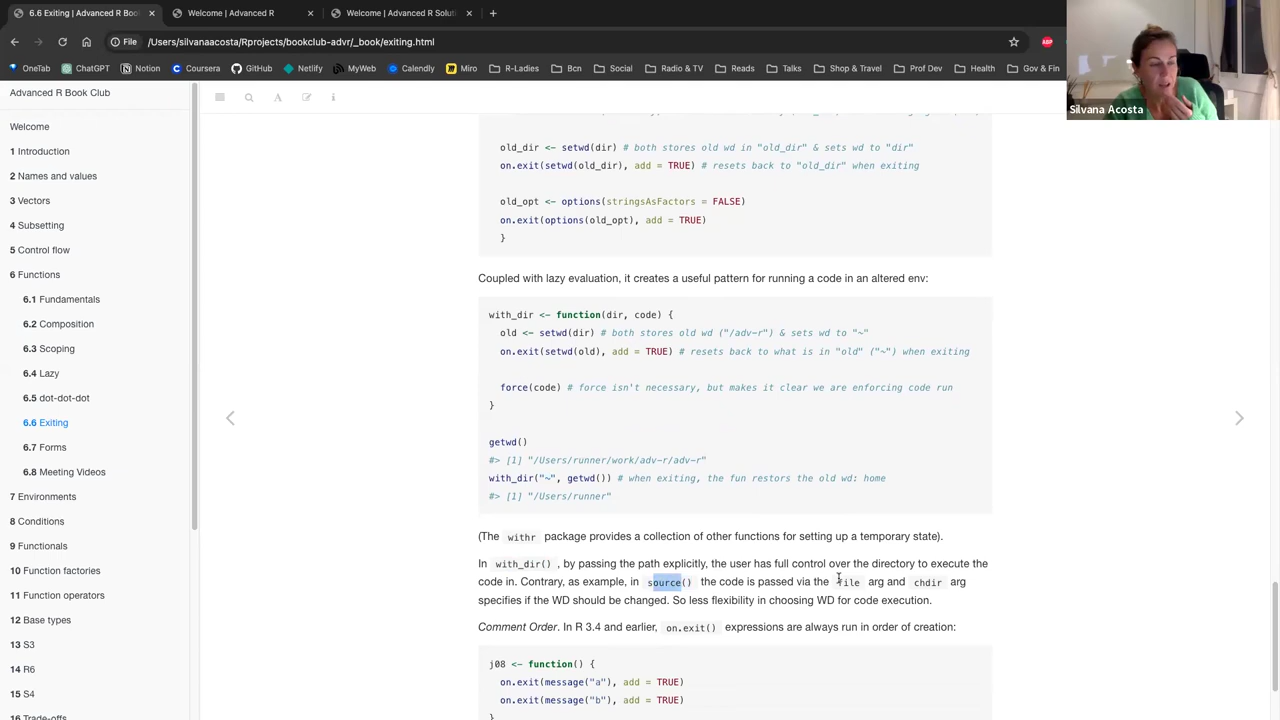 6.6 Exiting | Advanced R Book C
Welcome | Advanced R
Welcome | Advanced R Soluti
File
/Users/silvanaacosta/Rprojects/bookclub-advr/_book/exiting.html
ABP
OneTab
ChatGPT
Notion
Coursera
GitHub
Netlify
MyWeb
Calendly
Miro
R-Ladies
Bcn
Social
Radio & TV
Reads
Talks
Shop & Travel
Prof Dev
Health
Gov & Fin
Silvana Acosta
Advanced R Book Club
Welcome
1 Introduction
2 Names and values
3 Vectors
4 Subsetting
5 Control flow
6 Functions
6.1 Fundamentals
6.2 Composition
6.3 Scoping
6.4 Lazy
6.5 dot-dot-dot
6.6 Exiting
6.7 Forms
6.8 Meeting Videos
7 Environments
8 Conditions
9 Functionals
10 Function factories
11 Function operators
12 Base types
13 S3
14 R6
15 S4
16 Trade-offs
old_dir <- setwd(dir) # both stores old wd in "old_dir" & sets wd to "dir"
on.exit(setwd(old_dir), add = TRUE) # resets back to "old_dir" when exiting
old_opt <- options(stringsAsFactors = FALSE)
on.exit(options(old_opt), add = TRUE)
}
Coupled with lazy evaluation, it creates a useful pattern for running a code in an altered env:
with_dir <- function(dir, code) {
old <- setwd(dir) # both stores old wd ("/adv-r") & sets wd to "~"
on.exit(setwd(old), add = TRUE) # resets back to what is in "old" ("~") when exiting
force(code) # force isn't necessary, but makes it clear we are enforcing code run
}
getwd()
#> [1] "/Users/runner/work/adv-r/adv-r"
with_dir("~", getwd()) # when exiting, the fun restors the old wd: home
#> [1] "/Users/runner"
(The withr package provides a collection of other functions for setting up a temporary state).
In with_dir() , by passing the path explicitly, the user has full control over the directory to execute the
code in. Contrary, as example, in source() the code is passed via the file arg and chdir arg
specifies if the WD should be changed. So less flexibility in choosing WD for code execution.
Comment Order. In R 3.4 and earlier, on.exit() expressions are always run in order of creation:
j08 <- function() {
on.exit(message("a"), add = TRUE)
on.exit(message("b"), add = TRUE)
}